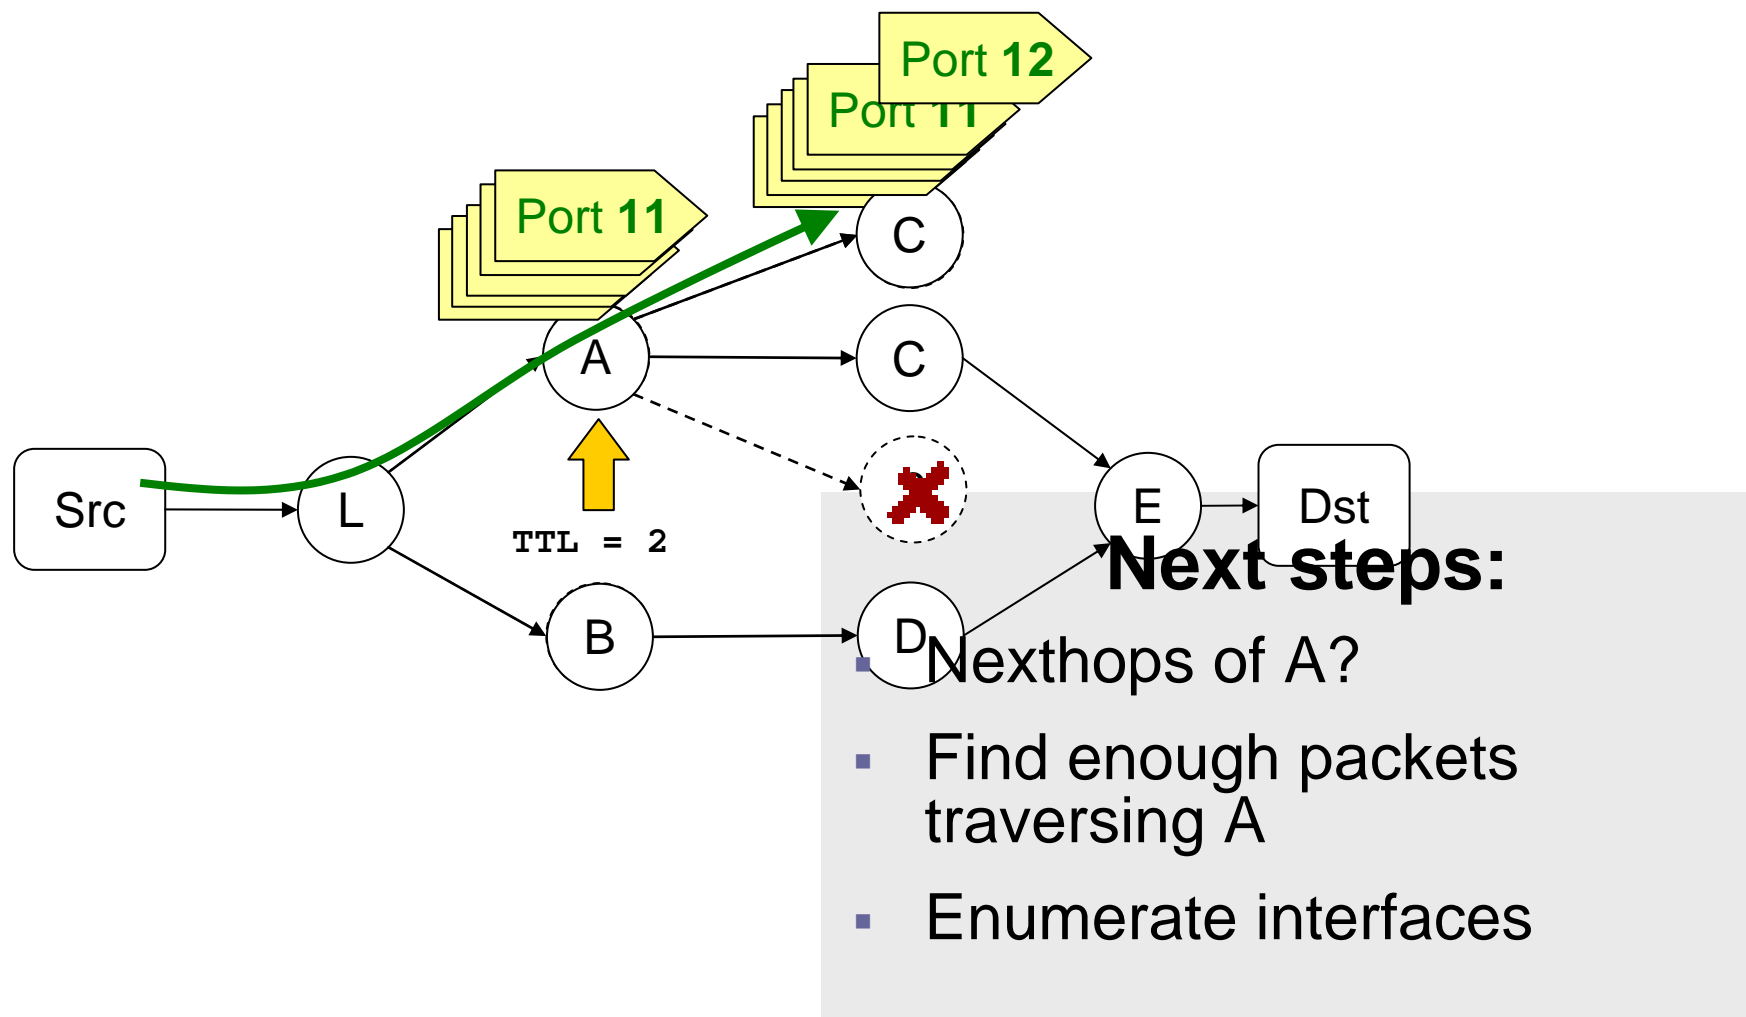 Port 12
Port 11
Port 11
C
A
C
Src
L
TTL = 2
E
Dst
B
D
Next steps:
Nexthops of A?
Find enough packets
traversing A
Enumerate interfaces